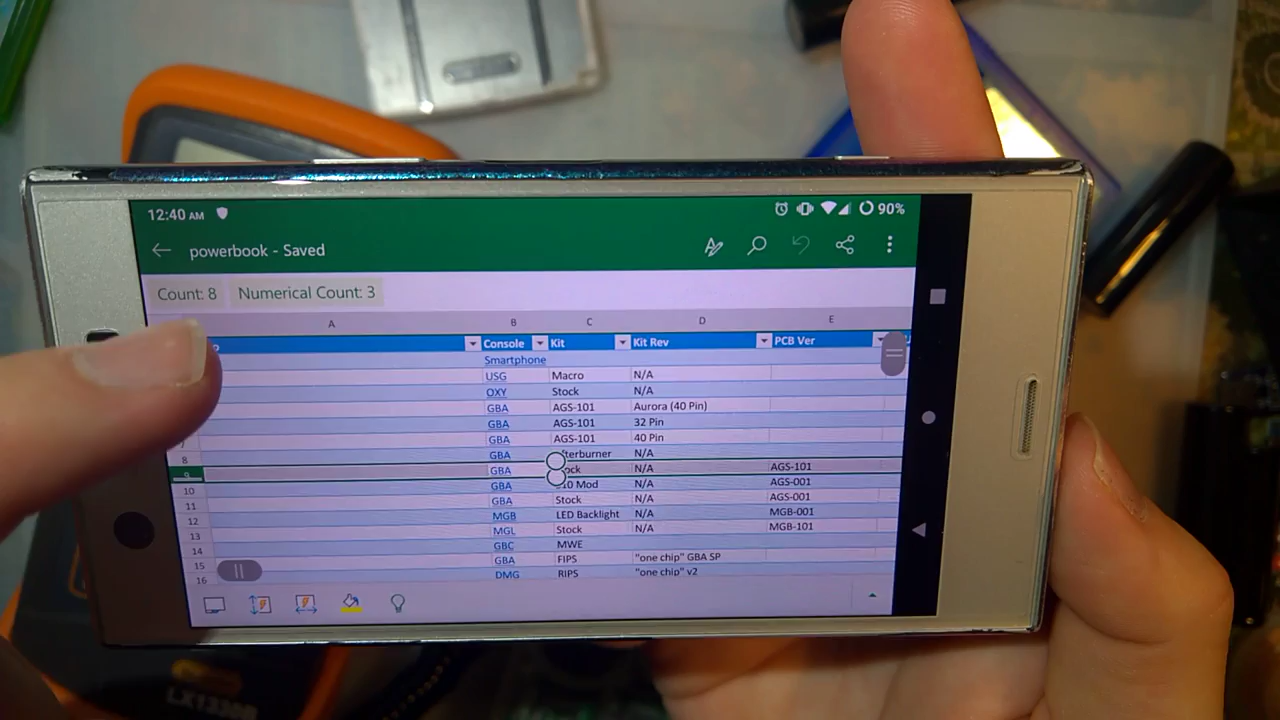 12:40 AM 90%
powerbook - Saved
Count: 8 Numerical Count: 3
A B C D E
Console Kit Kit Rev PCB Ver
Smartphone
USG Macro N/A
OXY Stock N/A
GBA AGS-101 Aurora (40 Pin)
GBA AGS-101 32 Pin
GBA AGS-101 40 Pin
8 GBA fterburner N/A
9 GBA ock N/A AGS-101
10 GBA 10 Mod N/A AGS-001
11 GBA Stock N/A AGS-001
12 MGB LED Backlight N/A MGB-001
13 MGL Stock N/A MGB-101
14 GBC MWE
15 GBA FIPS "one chip" GBA SP
16 DMG RIPS "one chip" v2